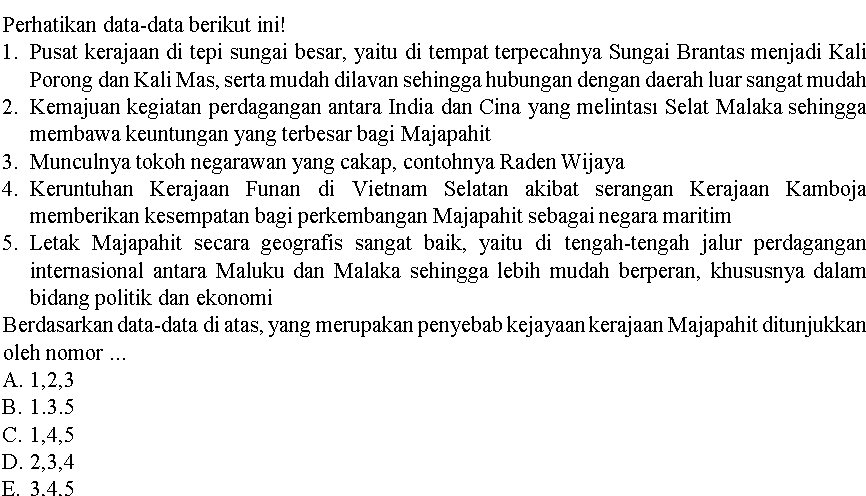 Perhatikan data-data berikut ini!
1. Pusat kerajaan di tepi sungai besar, yaitu di tempat terpecahnya Sungai Brantas menjadi Kali
Porong dan Kali Mas, serta mudah dilavan sehingga hubungan dengan daerah luar sangat mudah
2. Kemajuan kegiatan perdagangan antara India dan Cina yang melintası Selat Malaka sehingga
membawa keuntungan yang terbesar bagi Majapahit
3. Munculnya tokoh negarawan yang cakap, contohnya Raden Wijaya
4. Keruntuhan Kerajaan Funan di Vietnam Selatan akibat serangan Kerajaan Kamboja
memberikan kesempatan bagi perkembangan Majapahit sebagai negara maritim
5. Letak Majapahit secara geografis sangat baik, yaitu di tengah-tengah jalur perdagangan
internasional antara Maluku dan Malaka sehingga lebih mudah berperan, khususnya dalam
bidang politik dan ekonomi
Berdasarkan data-data di atas, yang merupakan penyebab kejayaan kerajaan Majapahit ditunjukkan
oleh nomor ...
A. 1,2,3
B. 1.3.5
C. 1,4,5
D. 2,3,4
E. 3,4,5